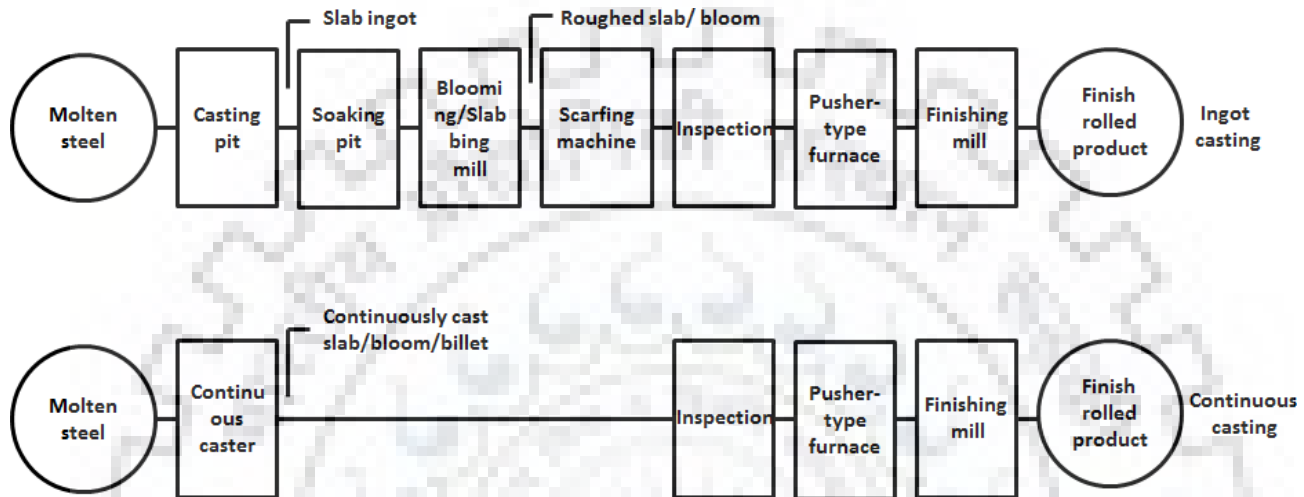 Slab ingot
Roughed slab/ bloom
Molten
steel
Casting
pit
Soaking
pit
Bloomi
ng/Slab
bing
mill
Scarfing
machine
Inspection
Pusher-
type
furnace
Finishing
mill
Finish
rolled
product
Ingot
casting
Continuously cast
slab/bloom/billet
Molten
steel
Continu
ous
caster
Inspection
Pusher-
type
furnace
Finishing
mill
Finish
rolled
product
Continuous
casting